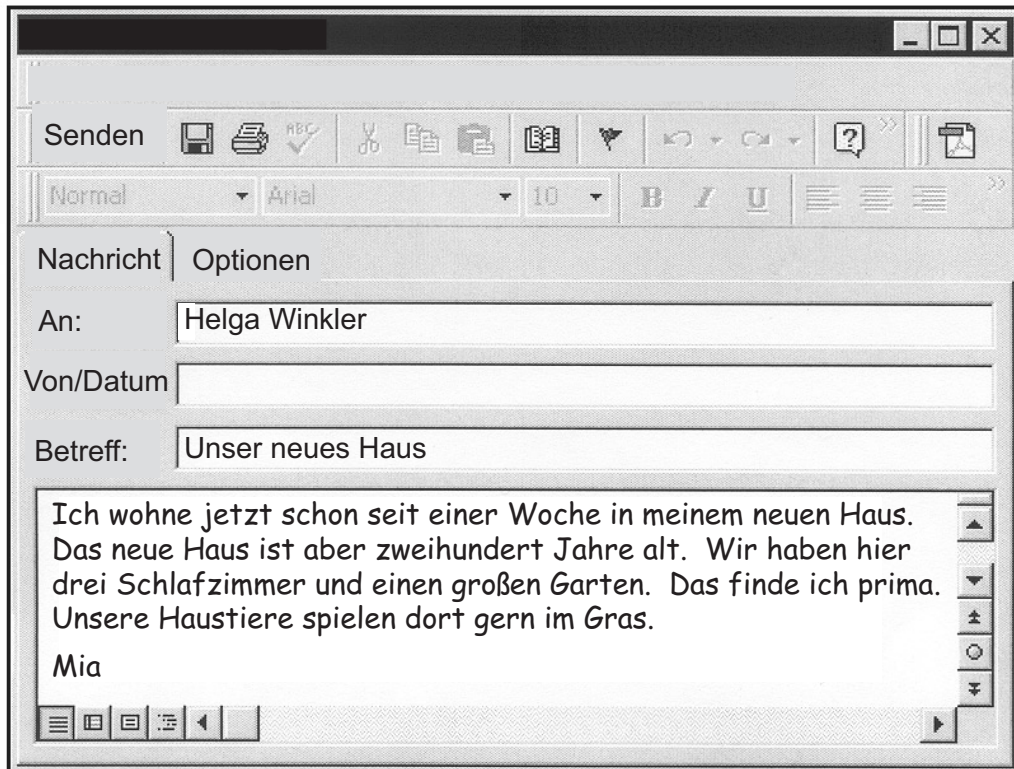 Senden
ABC
Normal Arial 10 B I U
Nachricht Optionen
An: Helga Winkler
Von/Datum
Betreff: Unser neues Haus
Ich wohne jetzt schon seit einer Woche in meinem neuen Haus.
Das neue Haus ist aber zweihundert Jahre alt. Wir haben hier
drei Schlafzimmer und einen großen Garten. Das finde ich prima.
Unsere Haustiere spielen dort gern im Gras.
Mia